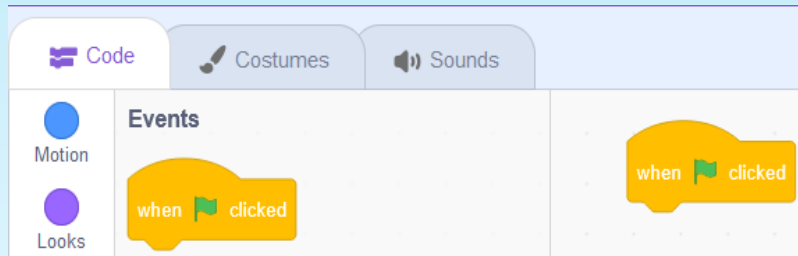 Code
Costumes
Sounds
Motion
Looks
Events
when clicked
when clicked